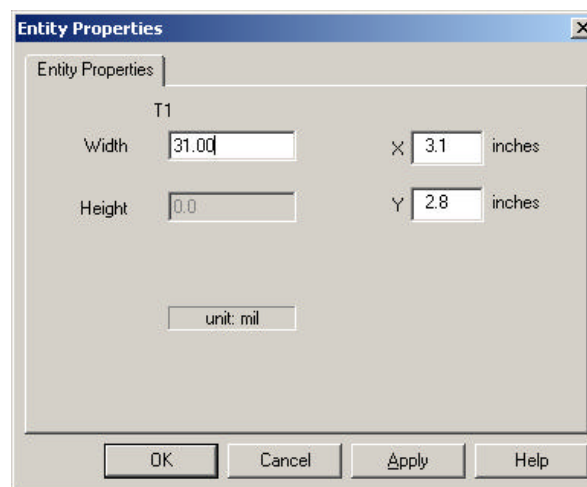 Entity Properties
Entity Properties
T1
Width 31.00 X 3.1 inches
Height 0.0 Y 2.8 inches
unit: mil
OK Cancel Apply Help